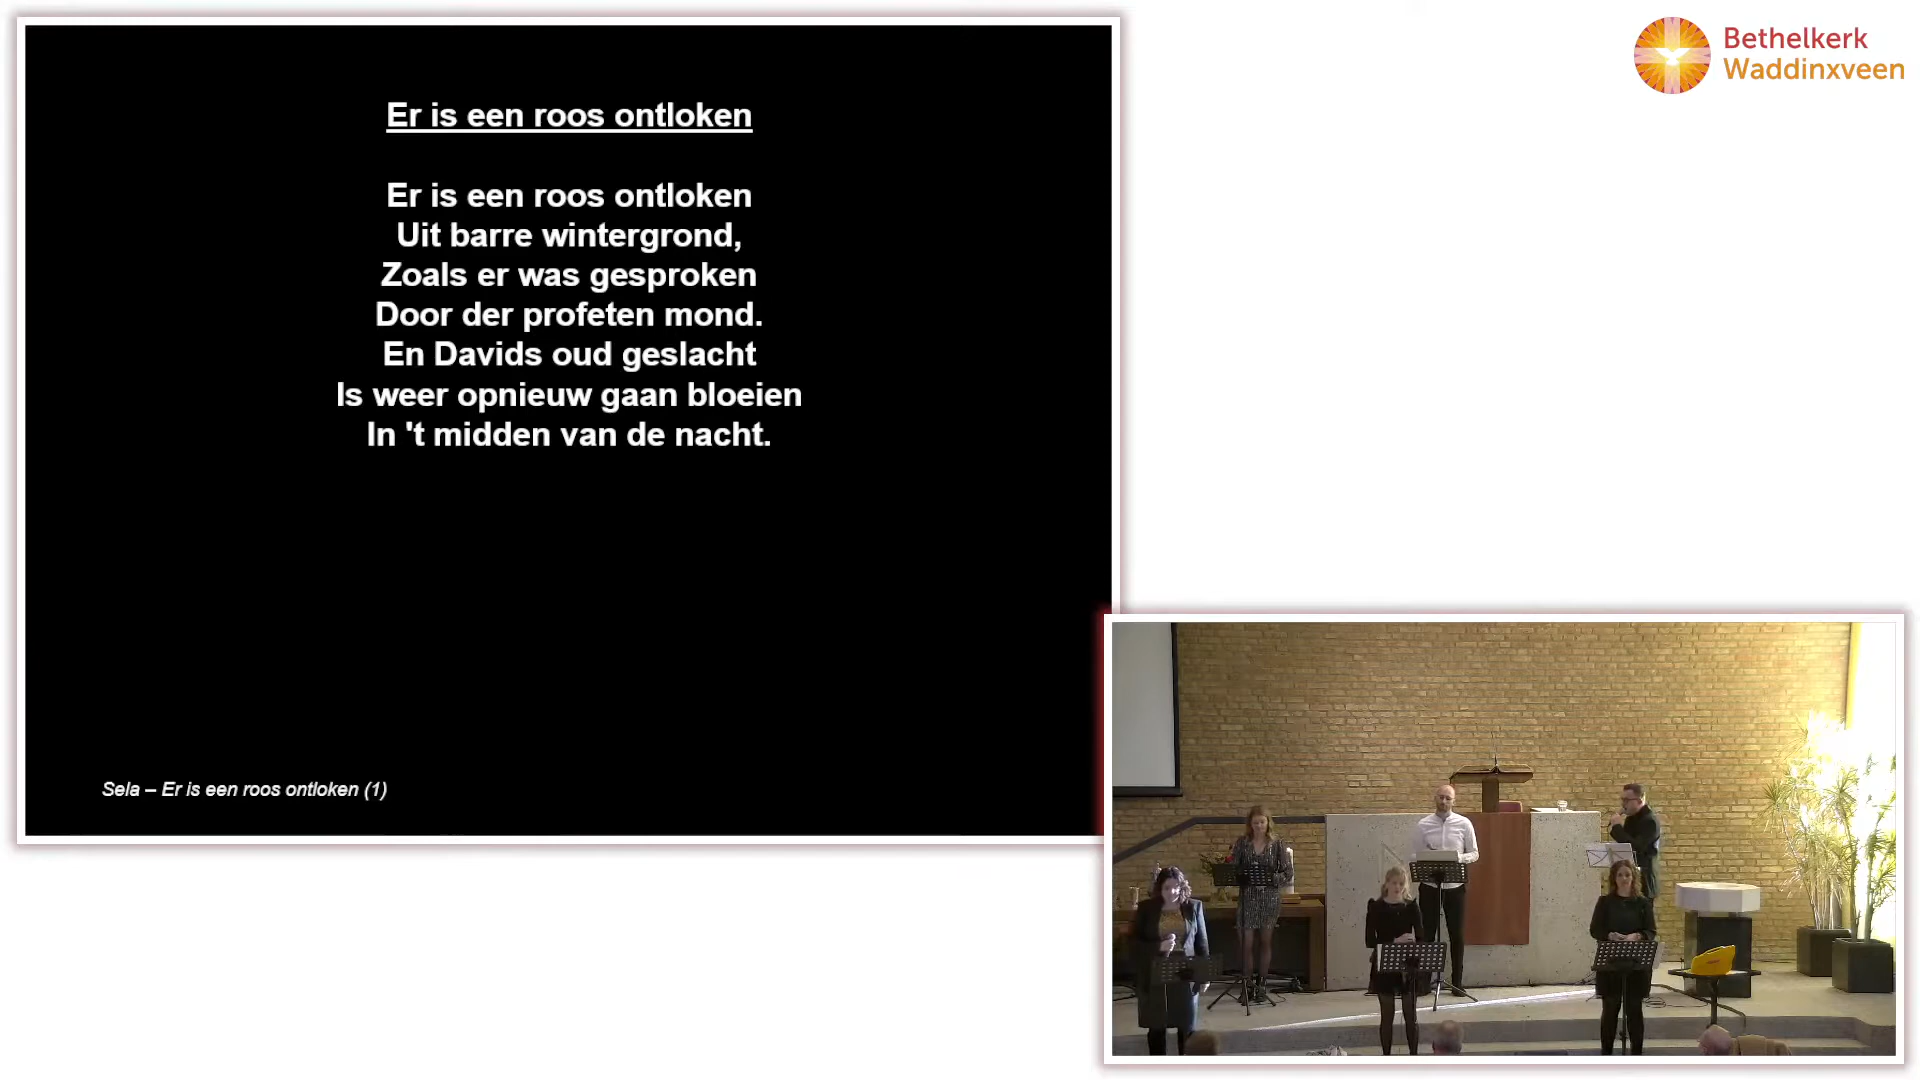 Er is een roos ontloken
Er is een roos ontloken
Uit barre wintergrond,
Zoals er was gesproken
Door der profeten mond.
En Davids oud geslacht
Is weer opnieuw gaan bloeien
In 't midden van de nacht.
Sela – Er is een roos ontloken (1)
Bethelkerk
Waddinxveen